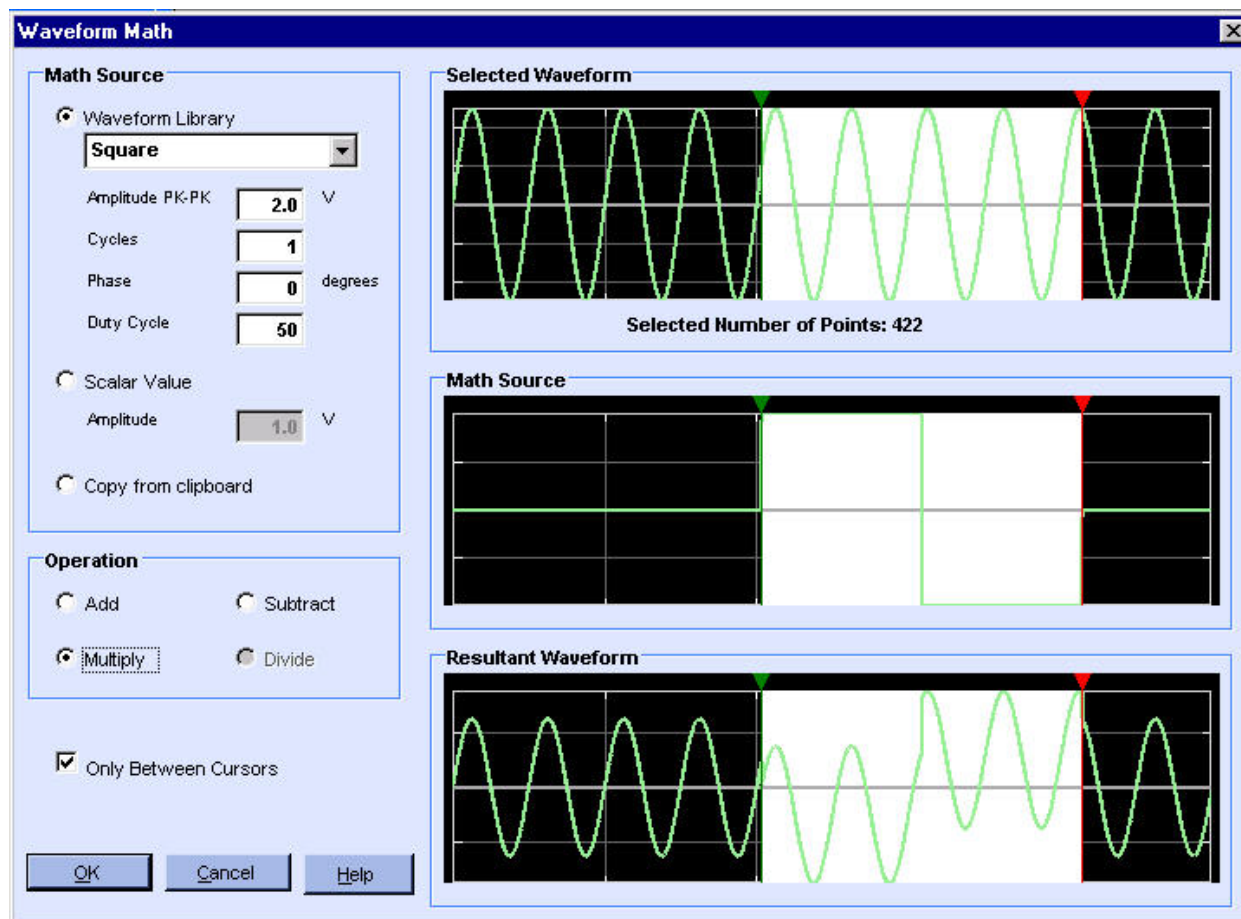 Waveform Math
Math Source
Waveform Library
Square
Amplitude PK-PK 2.0 V
Cycles 1
Phase 0 degrees
Duty Cycle 50
Scalar Value
Amplitude 1.0 V
Copy from clipboard
Operation
Add Subtract
Multiply Divide
Only Between Cursors
OK Cancel Help
Selected Waveform
Selected Number of Points: 422
Math Source
Resultant Waveform